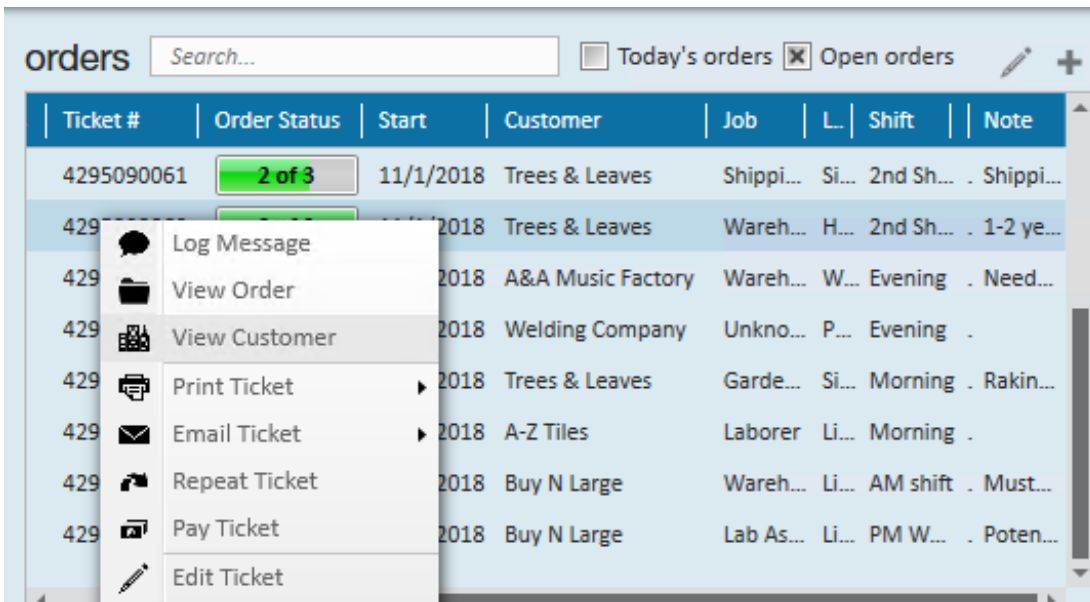 orders Search... Today's orders Open orders
Ticket # Order Status Start Customer Job L... Shift Note
4295090061 2 of 3 11/1/2018 Trees & Leaves Shippi... Si... 2nd Sh... . Shippi...
429 2018 Trees & Leaves Wareh... H... 2nd Sh... . 1-2 ye...
Log Message
429 2018 A&A Music Factory Wareh... W... Evening . Need...
View Order
429 2018 Welding Company Unkno... P... Evening .
View Customer
429 2018 Trees & Leaves Garde... Si... Morning . Rakin...
Print Ticket
429 2018 A-Z Tiles Laborer Li... Morning .
Email Ticket
429 2018 Buy N Large Wareh... Li... AM shift . Must...
Repeat Ticket
429 2018 Buy N Large Lab As... Li... PM W... . Poten...
Pay Ticket
Edit Ticket